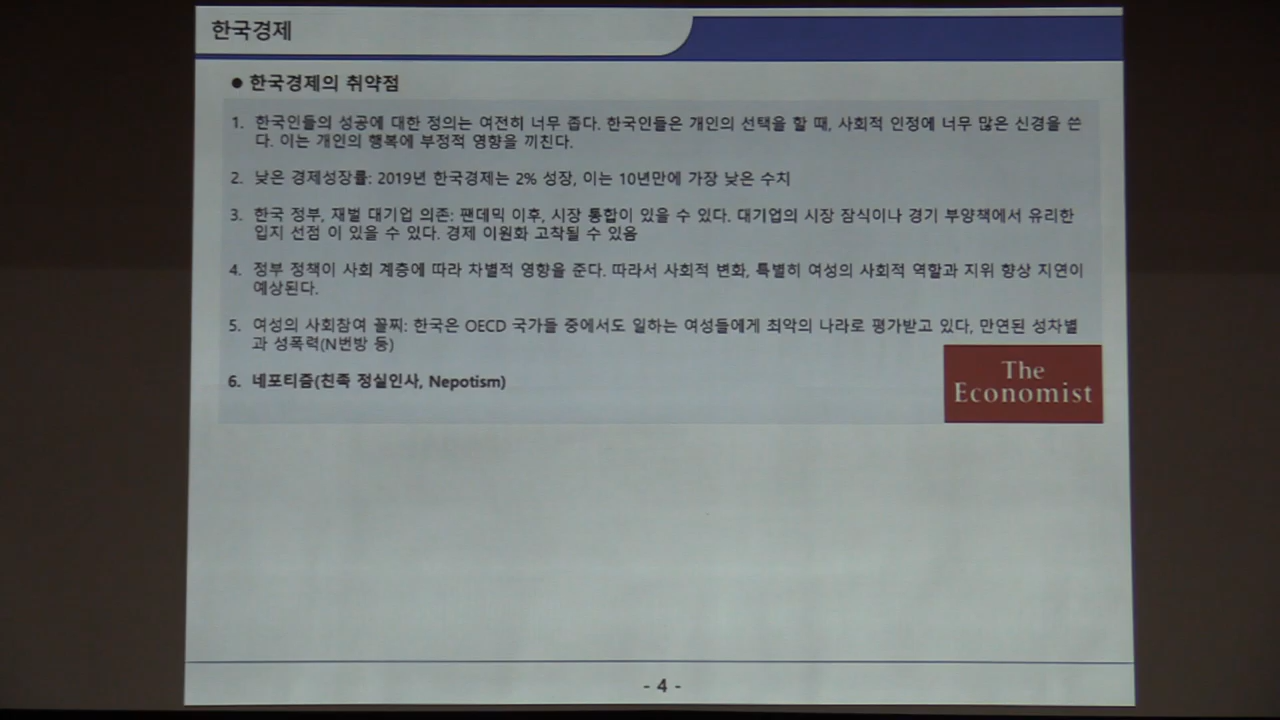 한국경제
● 한국경제의 취약점
1. 한국인들의 성공에 대한 정의는 여전히 너무 좁다. 한국인들은 개인의 선택을 할 때, 사회적 인정에 너무 많은 신경을 쓴
다. 이는 개인의 행복에 부정적 영향을 끼친다.
2. 낮은 경제성장률: 2019년 한국경제는 2% 성장, 이는 10년만에 가장 낮은 수치
3. 한국 정부, 재벌 대기업 의존: 팬데믹 이후, 시장 통합이 있을 수 있다. 대기업의 시장 잠식이나 경기 부양책에서 유리한
입지 선점 이 있을 수 있다. 경제 이원화 고착될 수 있음
4. 정부 정책이 사회 계층에 따라 차별적 영향을 준다. 따라서 사회적 변화, 특별히 여성의 사회적 역할과 지위 향상 지연이
예상된다.
5. 여성의 사회참여 꼴찌: 한국은 OECD 국가들 중에서도 일하는 여성들에게 최악의 나라로 평가받고 있다, 만연된 성차별
과 성폭력(N번방 등)
6. 네포티즘(친족 정실인사, Nepotism)
The
Economist
- 4 -